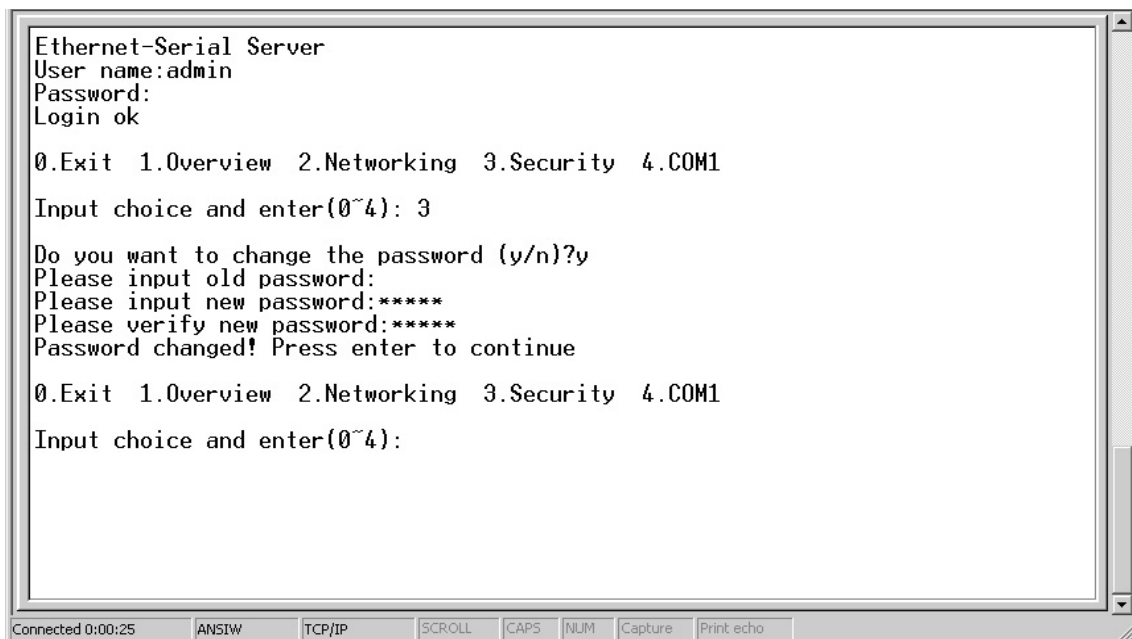 Ethernet-Serial Server
User name:admin
Password:
Login ok
0.Exit 1.Overview 2.Networking 3.Security 4.COM1
Input choice and enter(0~4): 3
Do you want to change the password (y/n)?y
Please input old password:
Please input new password:*****
Please verify new password:*****
Password changed! Press enter to continue
0.Exit 1.Overview 2.Networking 3.Security 4.COM1
Input choice and enter(0~4):
Connected 0:00:25 ANSIW TCP/IP SCROLL CAPS NUM Capture Print echo